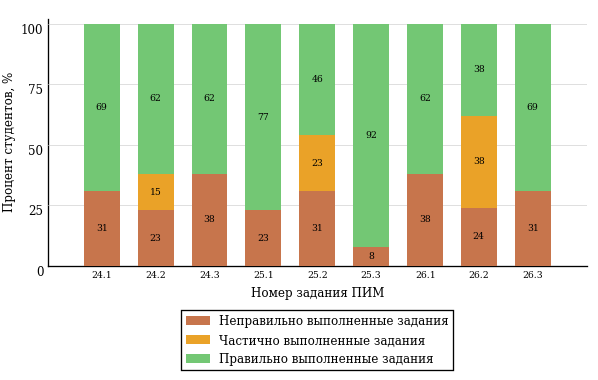 Процент студентов, %
100
75
50
25
0
69 62 62 77 46 92 62 38 69
15 23 38
31 23 38 23 31 8 38 24 31
24.1 24.2 24.3 25.1 25.2 25.3 26.1 26.2 26.3
Номер задания ПИМ
Неправильно выполненные задания
Частично выполненные задания
Правильно выполненные задания